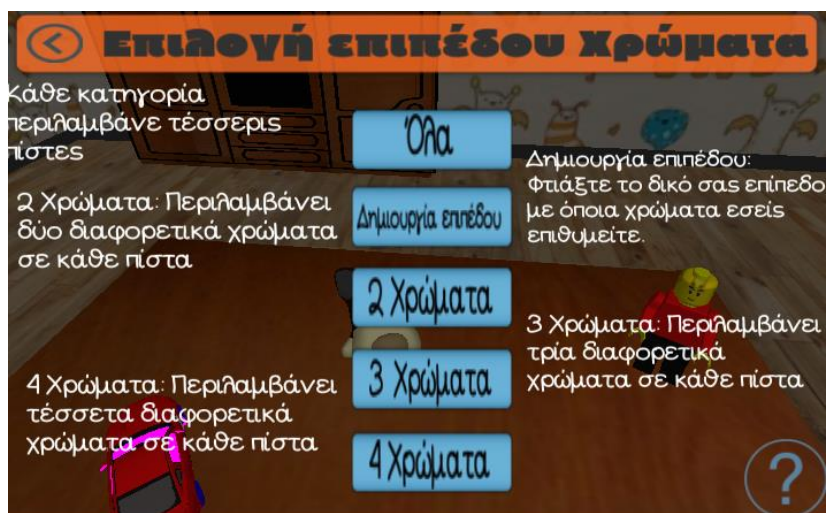 Επιλογή επιπέδου Χρώματα
Κάθε κατηγορία
περιλαμβάνε τέσσερις
πίστες
2 Χρώματα: Περιλαμβάνει
δύο διαφορετικά χρώματα
σε κάθε πίστα
4 Χρώματα: Περιλαμβάνει
τέσσετα διαφορετικά
χρώματα σε κάθε πίστα
Όλα
Δημιουργία επιπέδου
2 Χρώματα
3 Χρώματα
4 Χρώματα
Δημιουργία επιπέδου:
Φτιάξτε το δικό σας επίπεδο
με όποια χρώματα εσείς
επιθυμείτε.
3 Χρώματα: Περιλαμβάνει
τρία διαφορετικά
χρώματα σε κάθε πίστα
?